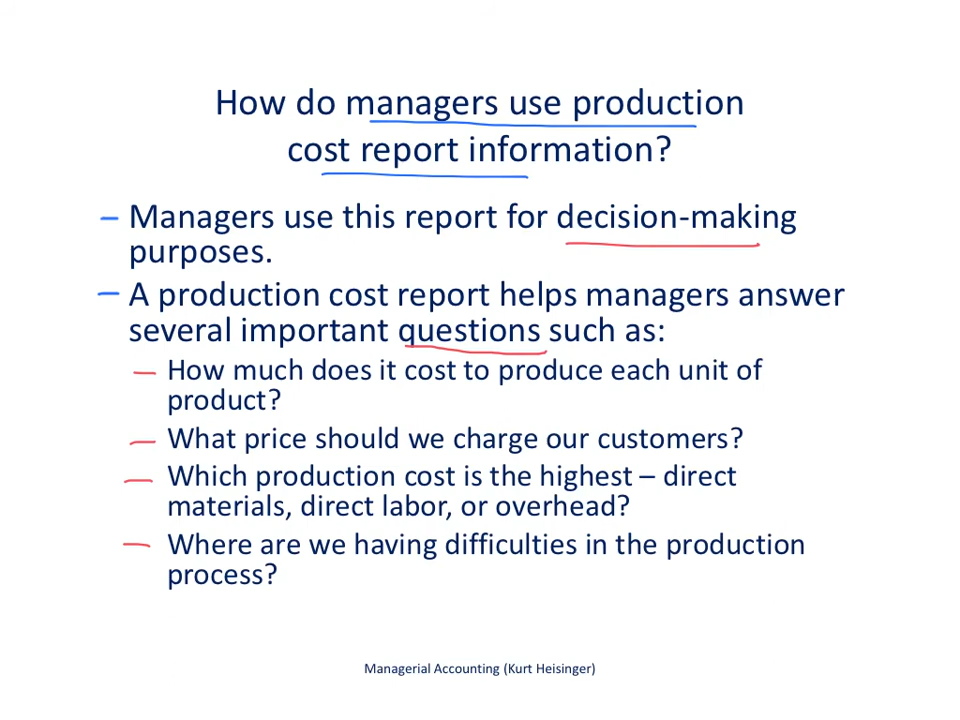 How do managers use production
cost report information?
– Managers use this report for decision-making
purposes.
– A production cost report helps managers answer
several important questions such as:
– How much does it cost to produce each unit of
product?
– What price should we charge our customers?
– Which production cost is the highest – direct
materials, direct labor, or overhead?
– Where are we having difficulties in the production
process?
Managerial Accounting (Kurt Heisinger)